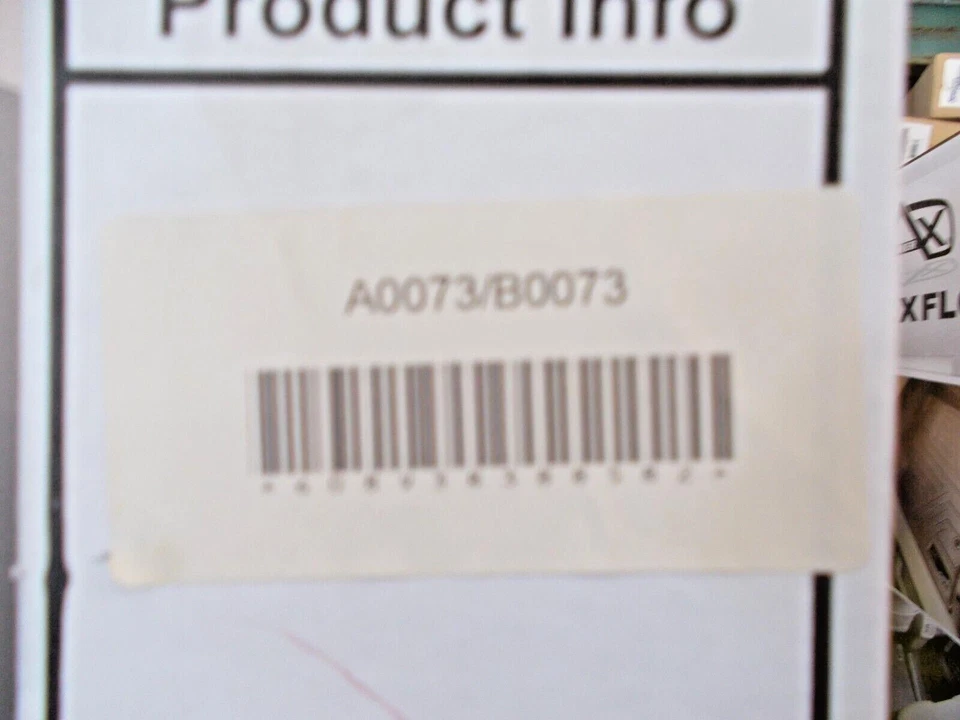 Product Info
A0073/B0073
X
XFL